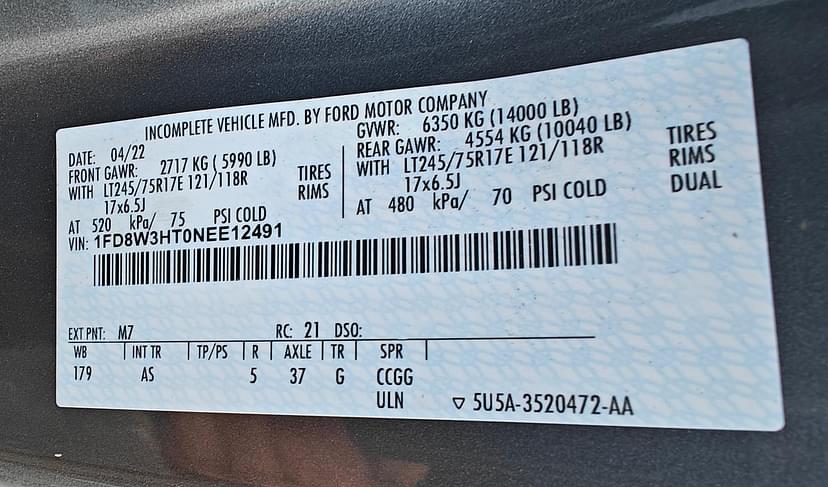 INCOMPLETE VEHICLE MFD. BY FORD MOTOR COMPANY
DATE: 04/22
FRONT GAWR: 2717 KG ( 5990 LB)
WITH LT245/75R17E 121/118R TIRES
17x6.5J RIMS
AT 520 kPa/ 75 PSI COLD
GVWR: 6350 KG (14000 LB)
REAR GAWR: 4554 KG (10040 LB)
WITH LT245/75R17E 121/118R TIRES
17x6.5J RIMS
AT 480 kPa/ 70 PSI COLD DUAL
VIN: 1FD8W3HT0NEE12491
EXT PNT: M7 RC: 21 DSO:
WB INT TR TP/PS R AXLE TR SPR
179 AS 5 37 G CCGG
ULN ▽ 5U5A-3520472-AA